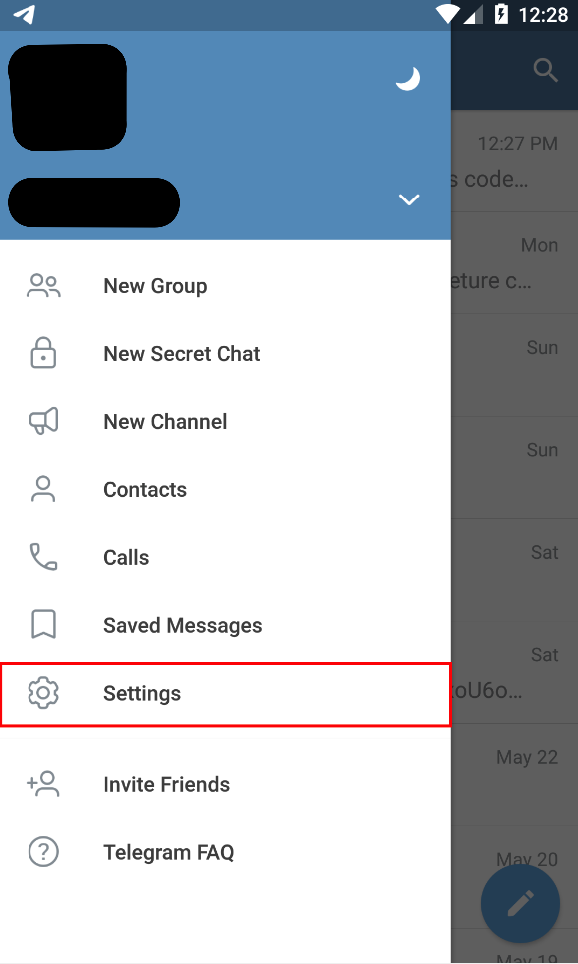 12:28
12:27 PM
s code...
Mon
eture c...
Sun
Sun
Sat
Sat
oU6o...
May 22
May 20
May 19
New Group
New Secret Chat
New Channel
Contacts
Calls
Saved Messages
Settings
Invite Friends
Telegram FAQ